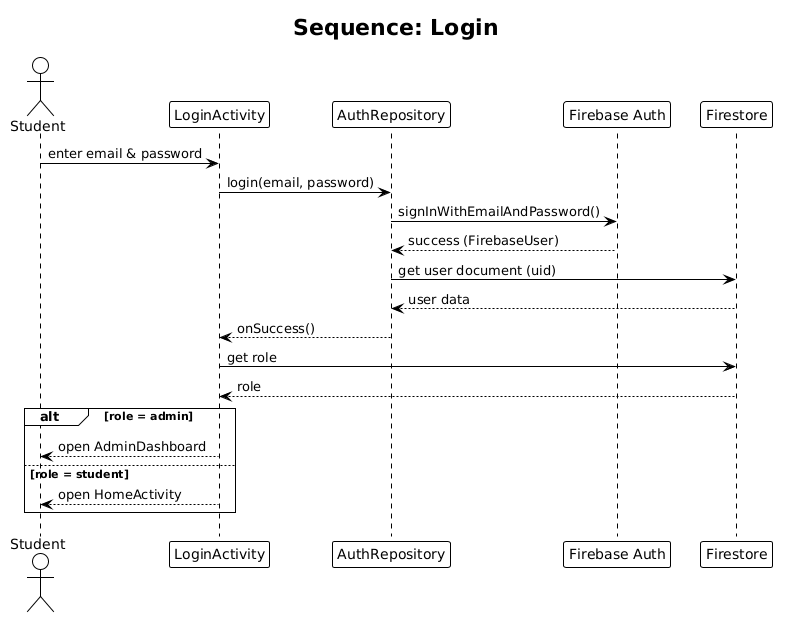 Sequence: Login
Student
LoginActivity
AuthRepository
Firebase Auth
Firestore
enter email & password
login(email, password)
signInWithEmailAndPassword()
success (FirebaseUser)
get user document (uid)
user data
onSuccess()
get role
role
alt [role = admin]
open AdminDashboard
[role = student]
open HomeActivity
Student
LoginActivity
AuthRepository
Firebase Auth
Firestore